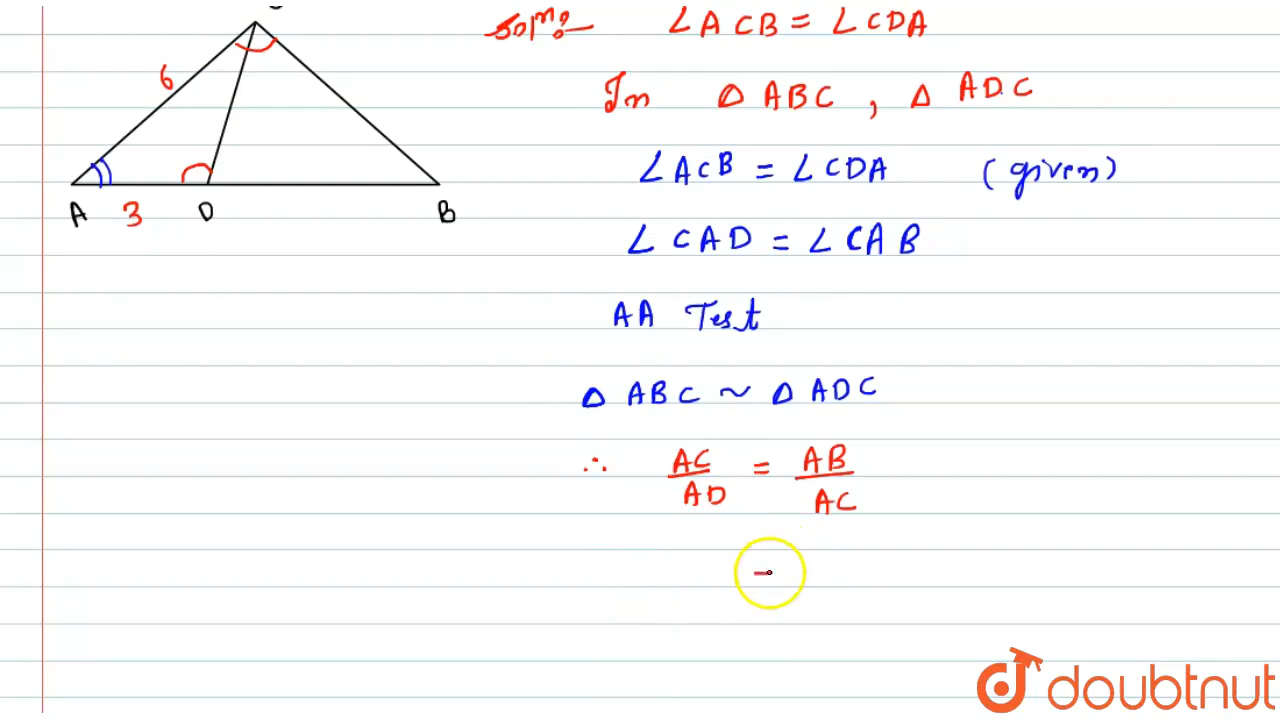 6
A 3 D B
Soln:- ∠ACB = ∠CDA
In △ ABC , △ ADC
∠ACB = ∠CDA (given)
∠CAD = ∠CAB
AA Test
△ ABC ~ △ ADC
∴ AC/AD = AB/AC
doubtnut